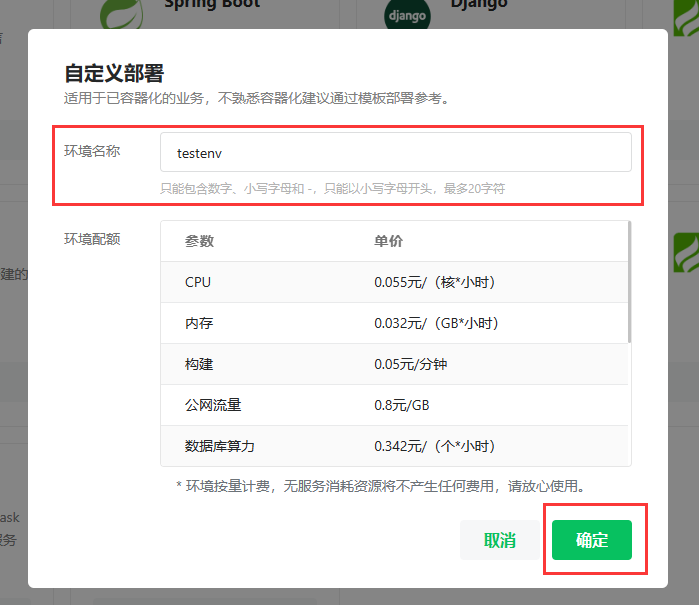 Spring Boot
django
Django
自定义部署
适用于已容器化的业务，不熟悉容器化建议通过模板部署参考。
环境名称
testenv
只能包含数字、小写字母和 -，只能以小写字母开头，最多20字符
环境配额
参数 单价
CPU 0.055元/（核*小时）
内存 0.032元/（GB*小时）
构建 0.05元/分钟
公网流量 0.8元/GB
数据库算力 0.342元/（个*小时）
* 环境按量计费，无服务消耗资源将不产生任何费用，请放心使用。
取消 确定
建的
ask
服务